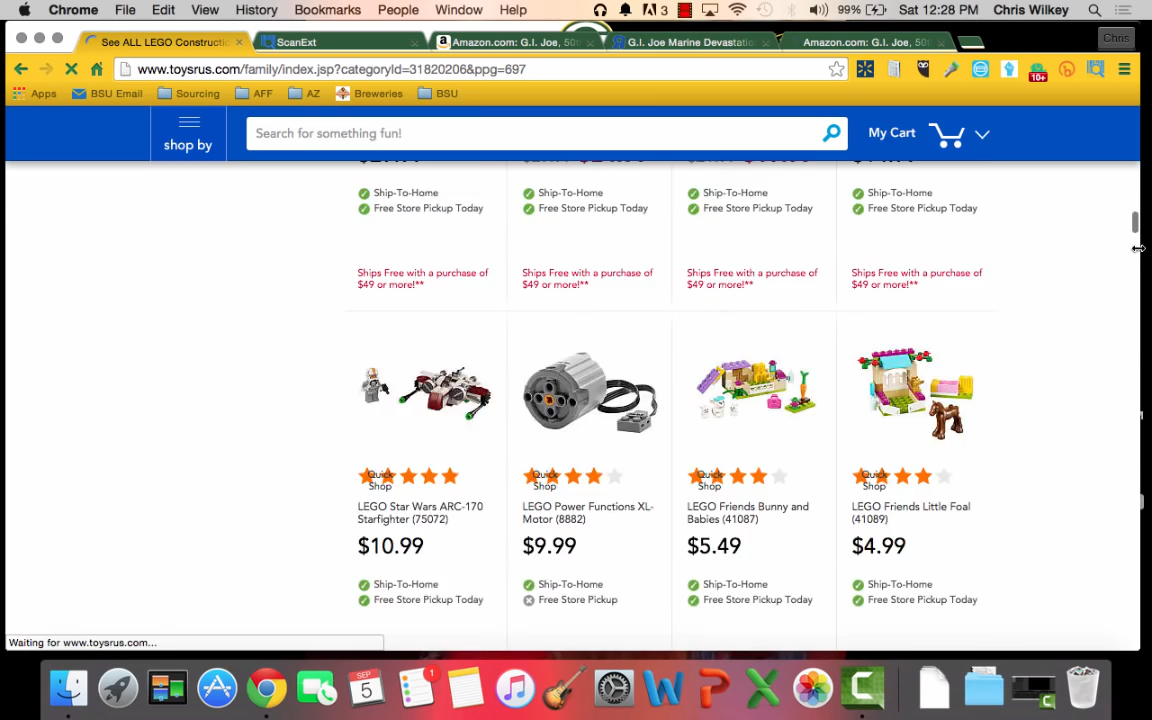 Chrome File Edit View History Bookmarks People Window Help 3 99% Sat 12:28 PM Chris Wilkey
See ALL LEGO Constructi ScanExt Amazon.com: G.I. Joe, 50t G.I. Joe Marine Devastati Amazon.com: G.I. Joe, 50 Chris
www.toysrus.com/family/index.jsp?categoryId=31820206&ppg=697 10+
Apps BSU Email Sourcing AFF AZ Breweries BSU
shop by Search for something fun! My Cart
Ship-To-Home Ship-To-Home Ship-To-Home Ship-To-Home
Free Store Pickup Today Free Store Pickup Today Free Store Pickup Today Free Store Pickup Today
Ships Free with a purchase of Ships Free with a purchase of Ships Free with a purchase of Ships Free with a purchase of
$49 or more!** $49 or more!** $49 or more!** $49 or more!**
Quick Quick Quick Quick
Shop Shop Shop Shop
LEGO Star Wars ARC-170 LEGO Power Functions XL- LEGO Friends Bunny and LEGO Friends Little Foal
Starfighter (75072) Motor (8882) Babies (41087) (41089)
$10.99 $9.99 $5.49 $4.99
Ship-To-Home Ship-To-Home Ship-To-Home Ship-To-Home
Free Store Pickup Today Free Store Pickup Free Store Pickup Today Free Store Pickup Today
Waiting for www.toysrus.com...
SEP 1
5